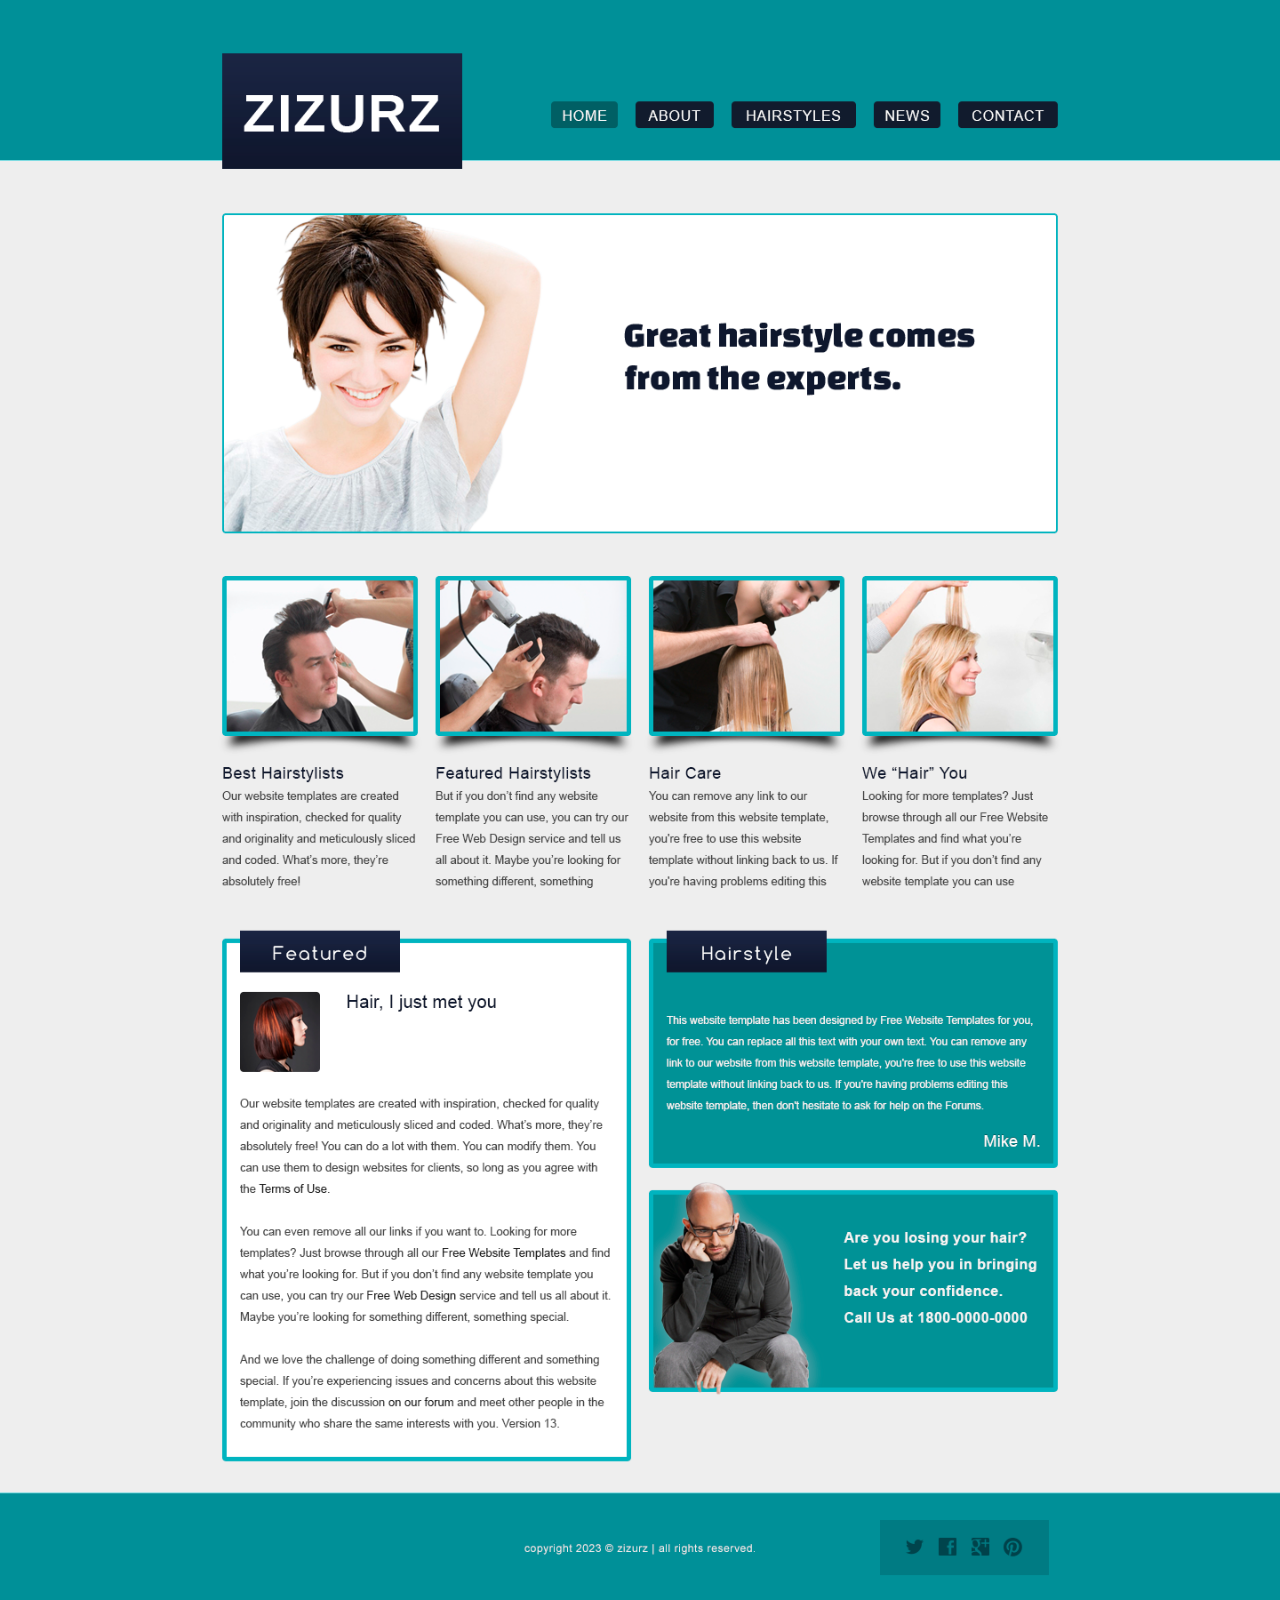 ZIZURZ
HOME
ABOUT
HAIRSTYLES
NEWS
CONTACT
Great hairstyle comes
from the experts.
Best Hairstylists
Our website templates are created
with inspiration, checked for quality
and originality and meticulously sliced
and coded. What’s more, they’re
absolutely free!
Featured Hairstylists
But if you don’t find any website
template you can use, you can try our
Free Web Design service and tell us
all about it. Maybe you’re looking for
something different, something
Hair Care
You can remove any link to our
website from this website template,
you're free to use this website
template without linking back to us. If
you're having problems editing this
We “Hair” You
Looking for more templates? Just
browse through all our Free Website
Templates and find what you’re
looking for. But if you don’t find any
website template you can use
Featured
Hair, I just met you
Our website templates are created with inspiration, checked for quality
and originality and meticulously sliced and coded. What’s more, they’re
absolutely free! You can do a lot with them. You can modify them. You
can use them to design websites for clients, so long as you agree with
the Terms of Use.
You can even remove all our links if you want to. Looking for more
templates? Just browse through all our Free Website Templates and find
what you’re looking for. But if you don’t find any website template you
can use, you can try our Free Web Design service and tell us all about it.
Maybe you’re looking for something different, something special.
And we love the challenge of doing something different and something
special. If you’re experiencing issues and concerns about this website
template, join the discussion on our forum and meet other people in the
community who share the same interests with you. Version 13.
Hairstyle
This website template has been designed by Free Website Templates for you,
for free. You can replace all this text with your own text. You can remove any
link to our website from this website template, you're free to use this website
template without linking back to us. If you're having problems editing this
website template, then don't hesitate to ask for help on the Forums.
Mike M.
Are you losing your hair?
Let us help you in bringing
back your confidence.
Call Us at 1800-0000-0000
copyright 2023 © zizurz | all rights reserved.